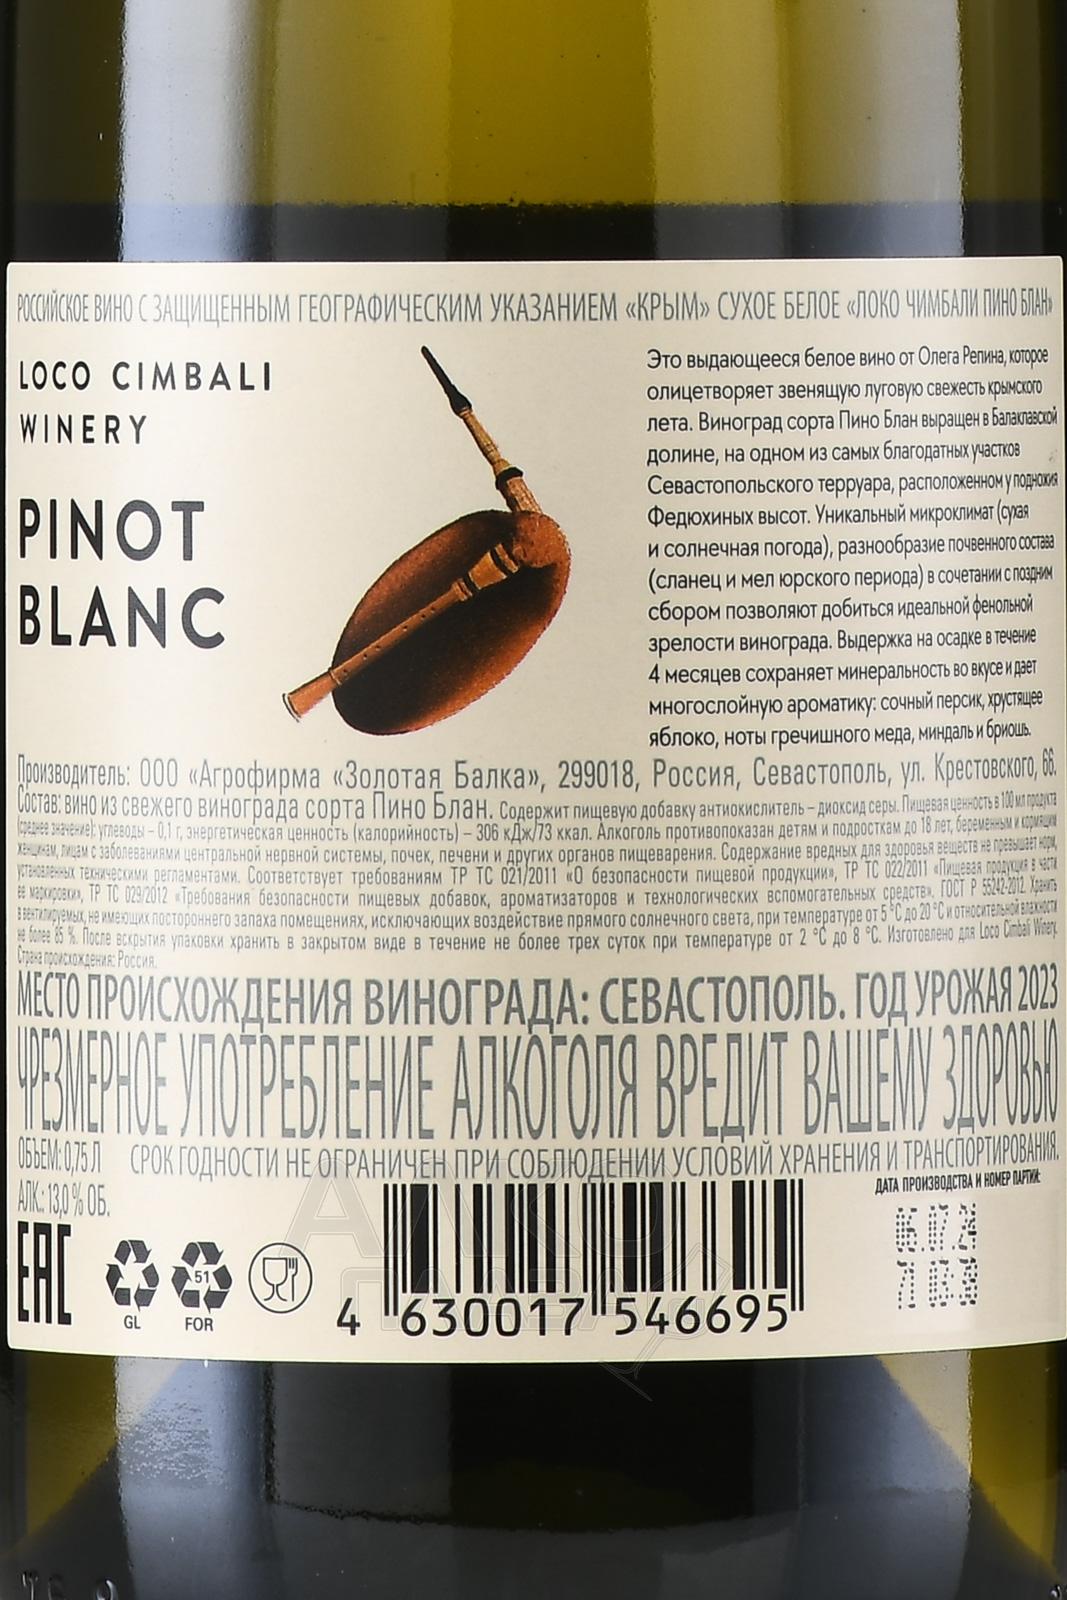 РОССИЙСКОЕ ВИНО С ЗАЩИЩЕННЫМ ГЕОГРАФИЧЕСКИМ УКАЗАНИЕМ «КРЫМ» СУХОЕ БЕЛОЕ «ЛОКО ЧИМБАЛИ ПИНО БЛАН»
LOCO CIMBALI
WINERY
PINOT
BLANC
Это выдающееся белое вино от Олега Репина, которое
олицетворяет звенящую луговую свежесть крымского
лета. Виноград сорта Пино Блан выращен в Балаклавской
долине, на одном из самых благодатных участков
Севастопольского терруара, расположенном у подножия
Федюхиных высот. Уникальный микроклимат (сухая
и солнечная погода), разнообразие почвенного состава
(сланец и мел юрского периода) в сочетании с поздним
сбором позволяют добиться идеальной фенольной
зрелости винограда. Выдержка на осадке в течение
4 месяцев сохраняет минеральность во вкусе и дает
многослойную ароматику: сочный персик, хрустящее
яблоко, ноты гречишного меда, миндаль и бриошь.
Производитель: ООО «Агрофирма «Золотая Балка», 299018, Россия, Севастополь, ул. Крестовского, 66.
Состав: вино из свежего винограда сорта Пино Блан. Содержит пищевую добавку антиокислитель – диоксид серы. Пищевая ценность в 100 мл продукта
(среднее значение): углеводы – 0,1 г, энергетическая ценность (калорийность) – 306 кДж/73 ккал. Алкоголь противопоказан детям и подросткам до 18 лет, беременным и кормящим
женщинам, лицам с заболеваниями центральной нервной системы, почек, печени и других органов пищеварения. Содержание вредных для здоровья веществ не превышает норм,
установленных техническими регламентами. Соответствует требованиям ТР ТС 021/2011 «О безопасности пищевой продукции», ТР ТС 022/2011 «Пищевая продукция в части
ее маркировки», ТР ТС 029/2012 «Требования безопасности пищевых добавок, ароматизаторов и технологических вспомогательных средств». ГОСТ Р 55242-2012. Хранить
в вентилируемых, не имеющих постороннего запаха помещениях, исключающих воздействие прямого солнечного света, при температуре от 5 °C до 20 °C и относительной влажности
не более 85 %. После вскрытия упаковки хранить в закрытом виде в течение не более трех суток при температуре от 2 °C до 8 °C. Изготовлено для Loco Cimbali Winery.
Страна происхождения: Россия.
МЕСТО ПРОИСХОЖДЕНИЯ ВИНОГРАДА: СЕВАСТОПОЛЬ. ГОД УРОЖАЯ 2023
ЧРЕЗМЕРНОЕ УПОТРЕБЛЕНИЕ АЛКОГОЛЯ ВРЕДИТ ВАШЕМУ ЗДОРОВЬЮ
ОБЪЕМ: 0,75 Л СРОК ГОДНОСТИ НЕ ОГРАНИЧЕН ПРИ СОБЛЮДЕНИИ УСЛОВИЙ ХРАНЕНИЯ И ТРАНСПОРТИРОВАНИЯ.
АЛК.: 13,0 % ОБ.
ДАТА ПРОИЗВОДСТВА И НОМЕР ПАРТИИ:
06.07.24
EAC
51
GL FOR
4 630017 546695
АЛКО
ПЛАЗА